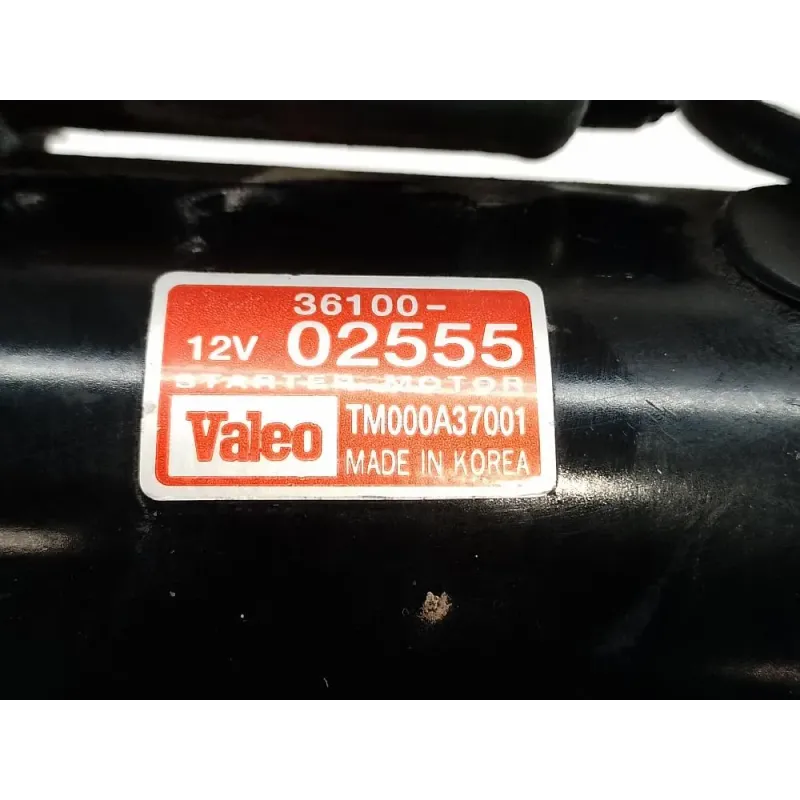 36100-
12V 02555
STARTER MOTOR
Valeo TM000A37001
MADE IN KOREA